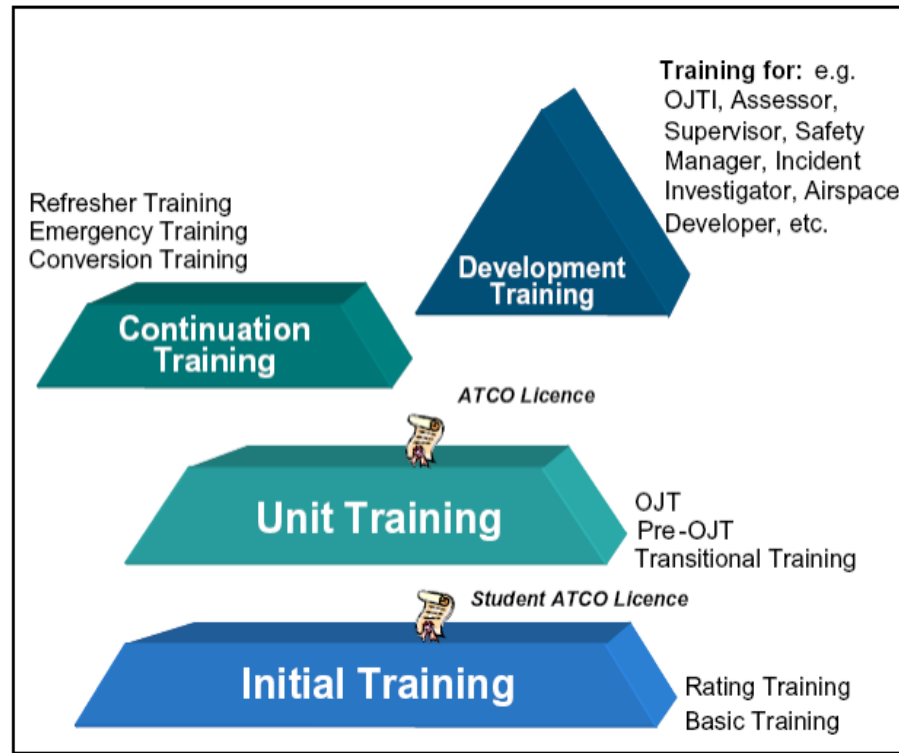 Training for: e.g.
OJTI, Assessor,
Supervisor, Safety
Manager, Incident
Investigator, Airspace
Developer, etc.
Development
Training
Refresher Training
Emergency Training
Conversion Training
Continuation
Training
ATCO Licence
Unit Training
OJT
Pre-OJT
Transitional Training
Student ATCO Licence
Initial Training
Rating Training
Basic Training